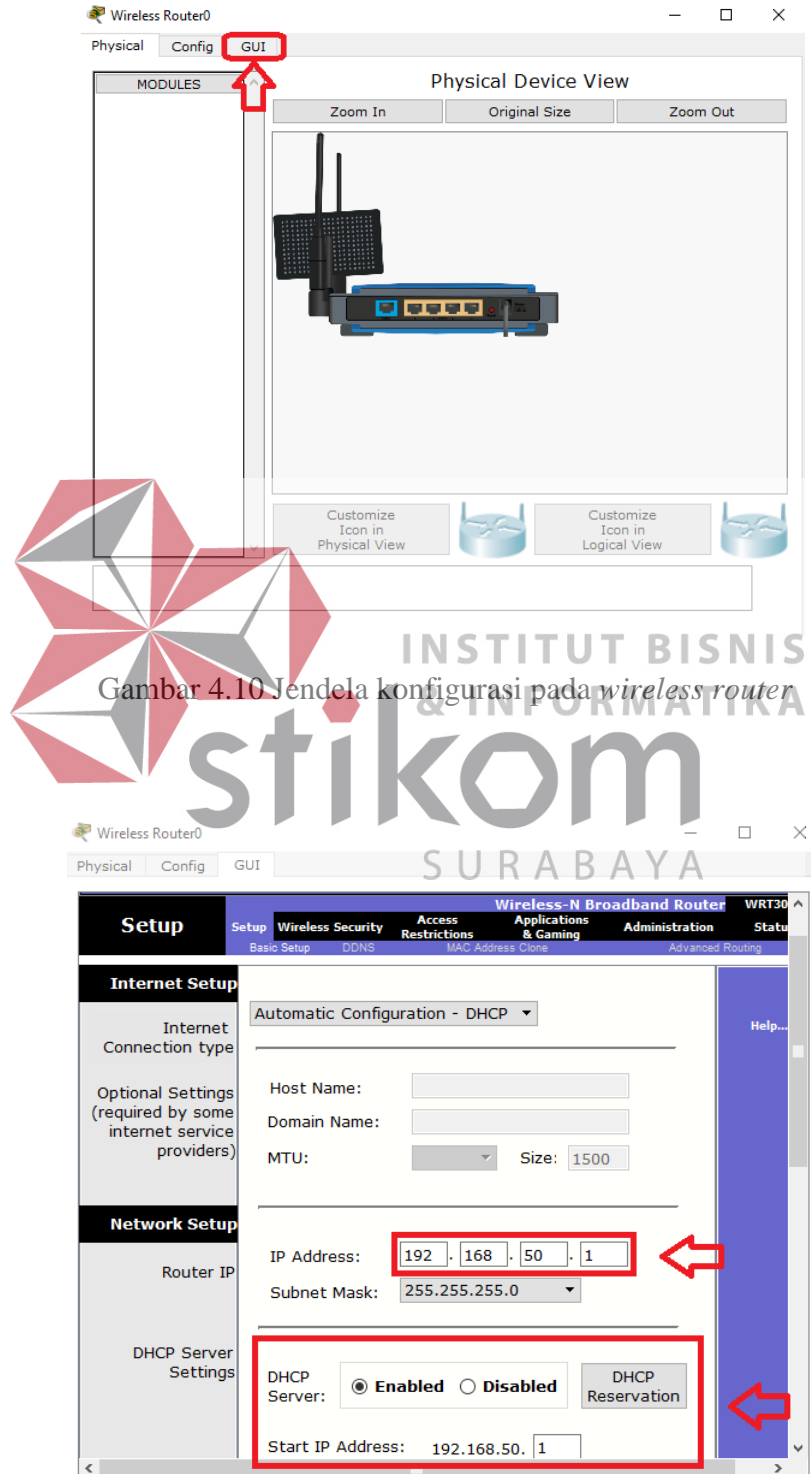 Wireless Router0
Physical Config GUI
MODULES
Physical Device View
Zoom In Original Size Zoom Out
Customize Icon in Physical View
Customize Icon in Logical View
INSTITUT BISNIS
Gambar 4.10 Jendela konfigurasi pada wireless router
& INFORMATIKA
stikom
Wireless Router0
SURABAYA
Physical Config GUI
Wireless-N Broadband Router WRT30
Setup
Setup Wireless Security Access Restrictions Applications & Gaming Administration Statu
Basic Setup DDNS MAC Address Clone Advanced Routing
Internet Setup
Internet Connection type
Automatic Configuration - DHCP
Help...
Optional Settings (required by some internet service providers)
Host Name:
Domain Name:
MTU: Size: 1500
Network Setup
Router IP
IP Address: 192 . 168 . 50 . 1
Subnet Mask: 255.255.255.0
DHCP Server Settings
DHCP Server: Enabled Disabled DHCP Reservation
Start IP Address: 192.168.50. 1